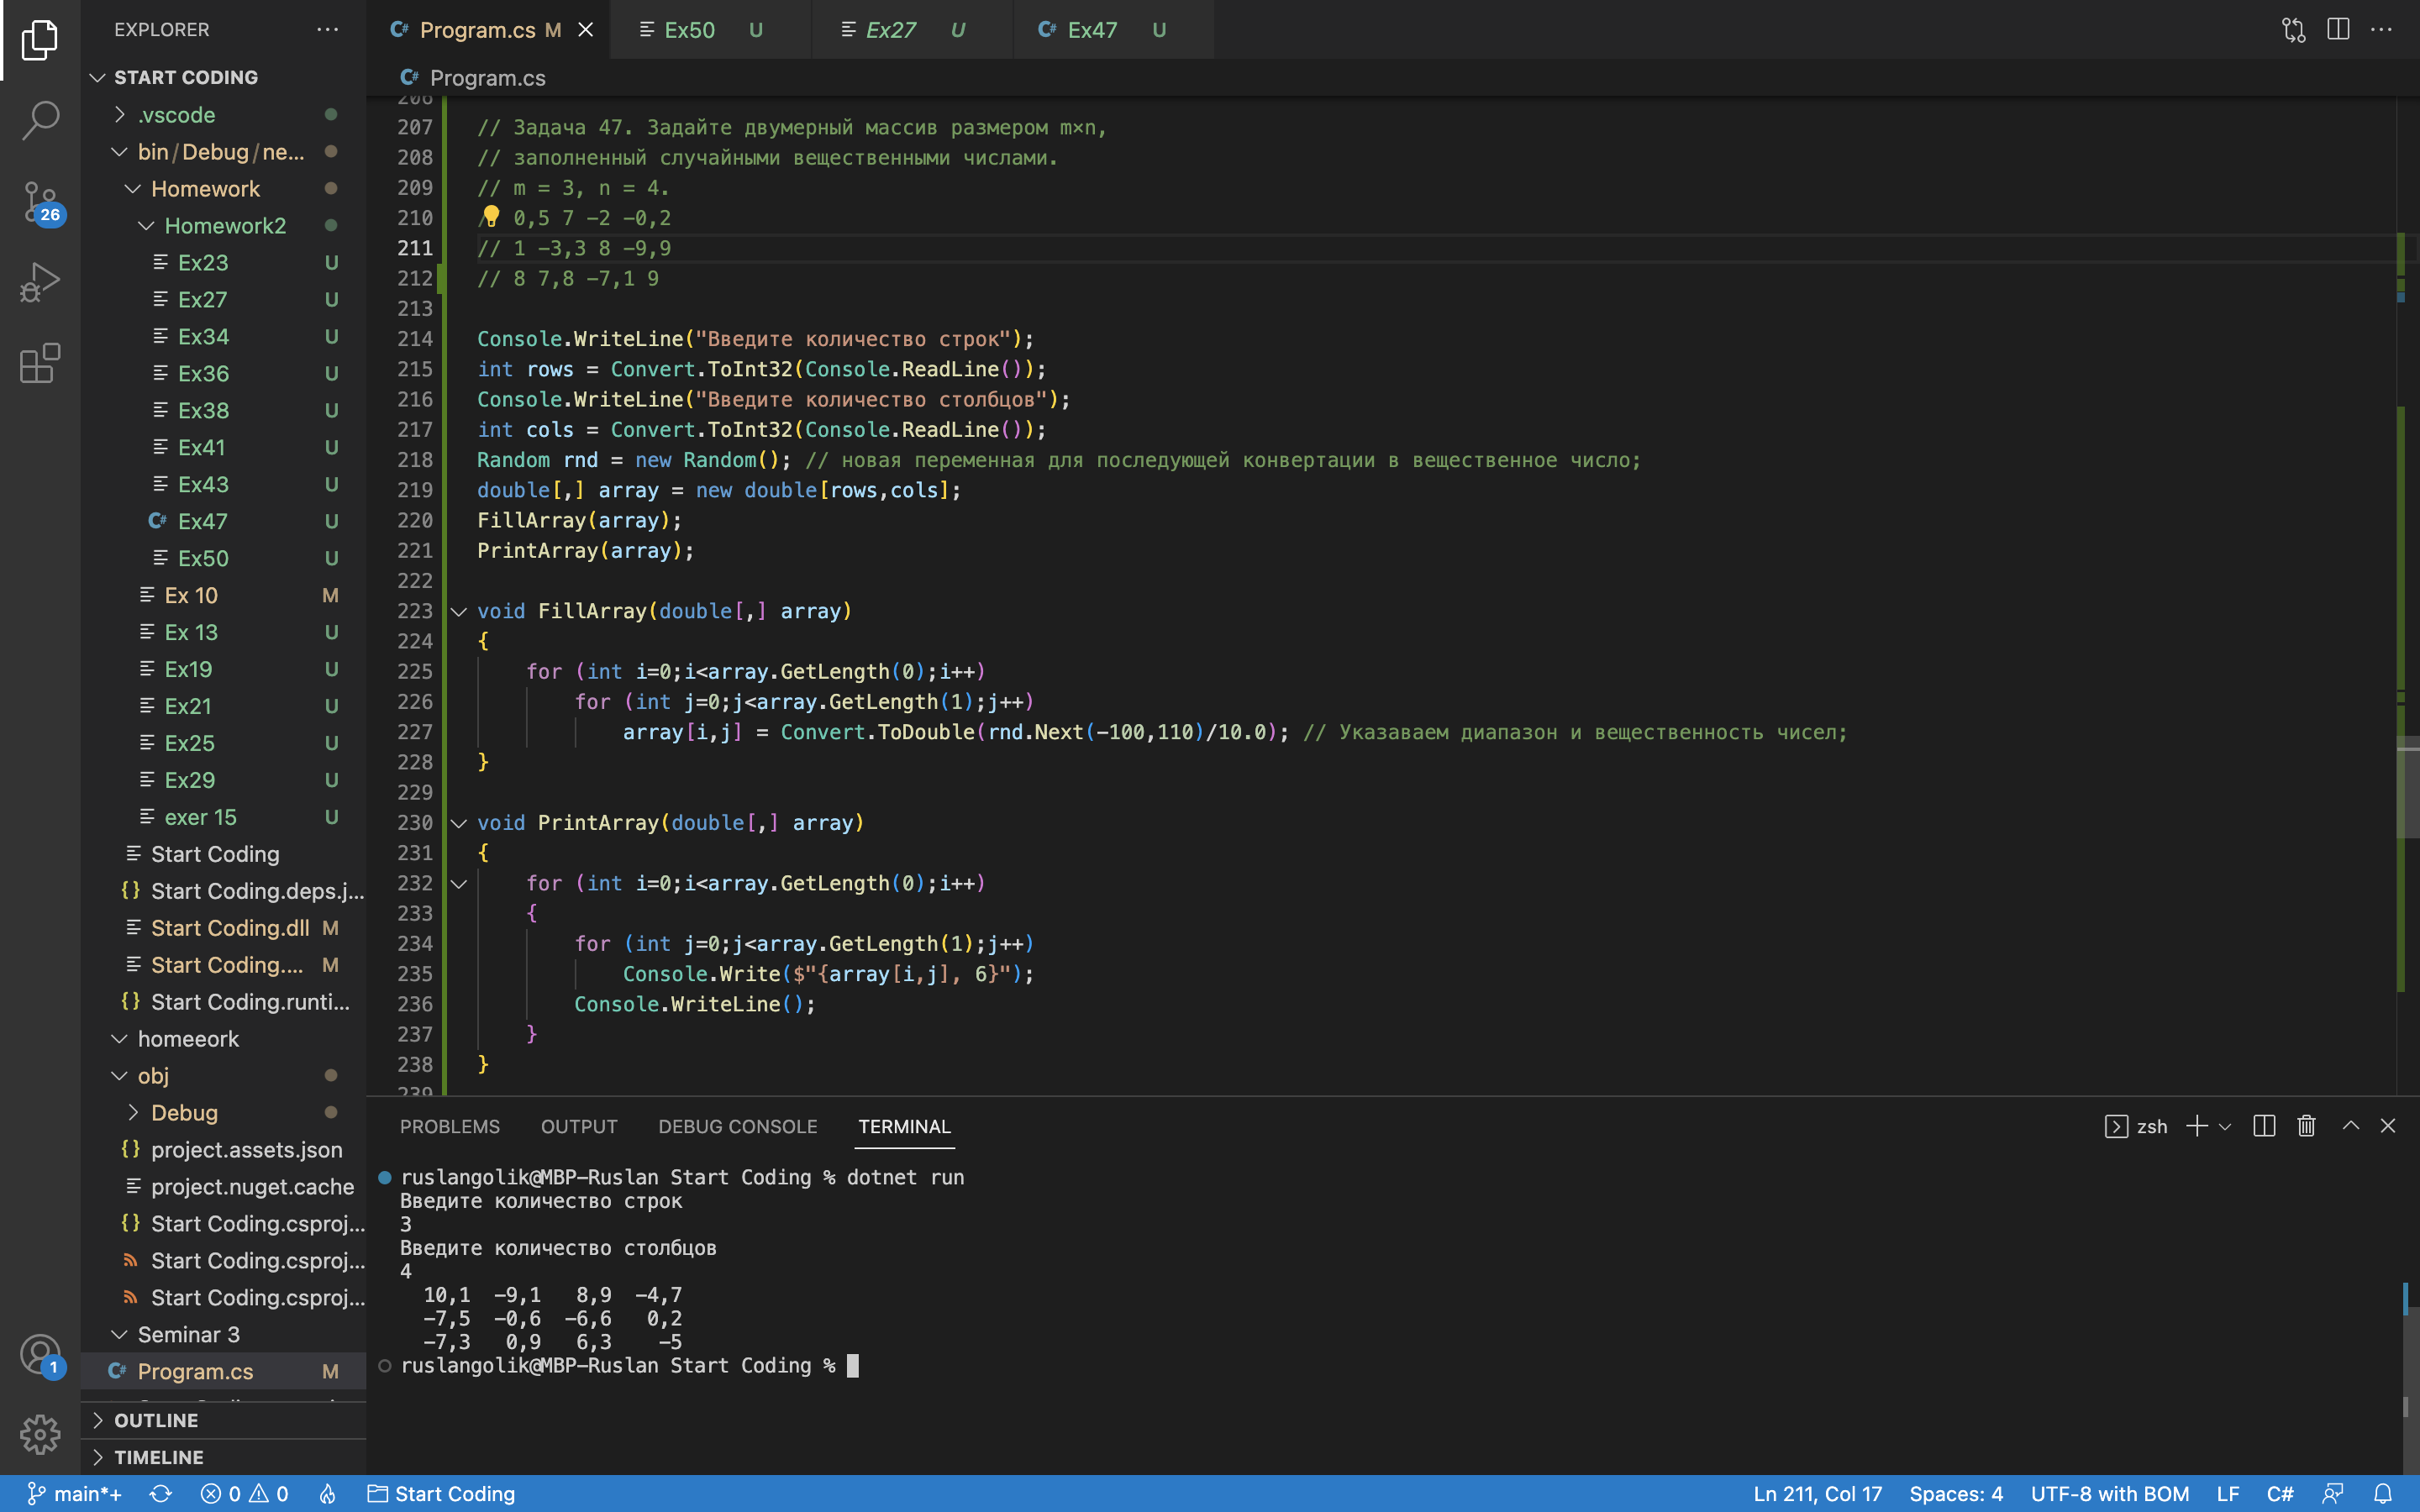 EXPLORER
START CODING
.vscode
bin/Debug/ne...
Homework
Homework2
Ex23 U
Ex27 U
Ex34 U
Ex36 U
Ex38 U
Ex41 U
Ex43 U
C# Ex47 U
Ex50 U
Ex 10 M
Ex 13 U
Ex19 U
Ex21 U
Ex25 U
Ex29 U
exer 15 U
Start Coding
{} Start Coding.deps.j...
Start Coding.dll M
Start Coding.... M
{} Start Coding.runti...
homeeork
obj
Debug
{} project.assets.json
project.nuget.cache
{} Start Coding.csproj...
Start Coding.csproj...
Start Coding.csproj...
Seminar 3
C# Program.cs M
OUTLINE
TIMELINE
26
1
C# Program.cs M
Ex50 U
Ex27 U
C# Ex47 U
C# Program.cs
206
207 // Задача 47. Задайте двумерный массив размером m×n,
208 // заполненный случайными вещественными числами.
209 // m = 3, n = 4.
210 / 0,5 7 -2 -0,2
211 // 1 -3,3 8 -9,9
212 // 8 7,8 -7,1 9
213
214 Console.WriteLine("Введите количество строк");
215 int rows = Convert.ToInt32(Console.ReadLine());
216 Console.WriteLine("Введите количество столбцов");
217 int cols = Convert.ToInt32(Console.ReadLine());
218 Random rnd = new Random(); // новая переменная для последующей конвертации в вещественное число;
219 double[,] array = new double[rows,cols];
220 FillArray(array);
221 PrintArray(array);
222
223 void FillArray(double[,] array)
224 {
225 for (int i=0;i<array.GetLength(0);i++)
226 for (int j=0;j<array.GetLength(1);j++)
227 array[i,j] = Convert.ToDouble(rnd.Next(-100,110)/10.0); // Указаваем диапазон и вещественность чисел;
228 }
229
230 void PrintArray(double[,] array)
231 {
232 for (int i=0;i<array.GetLength(0);i++)
233 {
234 for (int j=0;j<array.GetLength(1);j++)
235 Console.Write($"{array[i,j], 6}");
236 Console.WriteLine();
237 }
238 }
239
PROBLEMS OUTPUT DEBUG CONSOLE TERMINAL
zsh
ruslangolik@MBP-Ruslan Start Coding % dotnet run
Введите количество строк
3
Введите количество столбцов
4
10,1 -9,1 8,9 -4,7
-7,5 -0,6 -6,6 0,2
-7,3 0,9 6,3 -5
ruslangolik@MBP-Ruslan Start Coding %
main*+ 0 0 Start Coding Ln 211, Col 17 Spaces: 4 UTF-8 with BOM LF C#